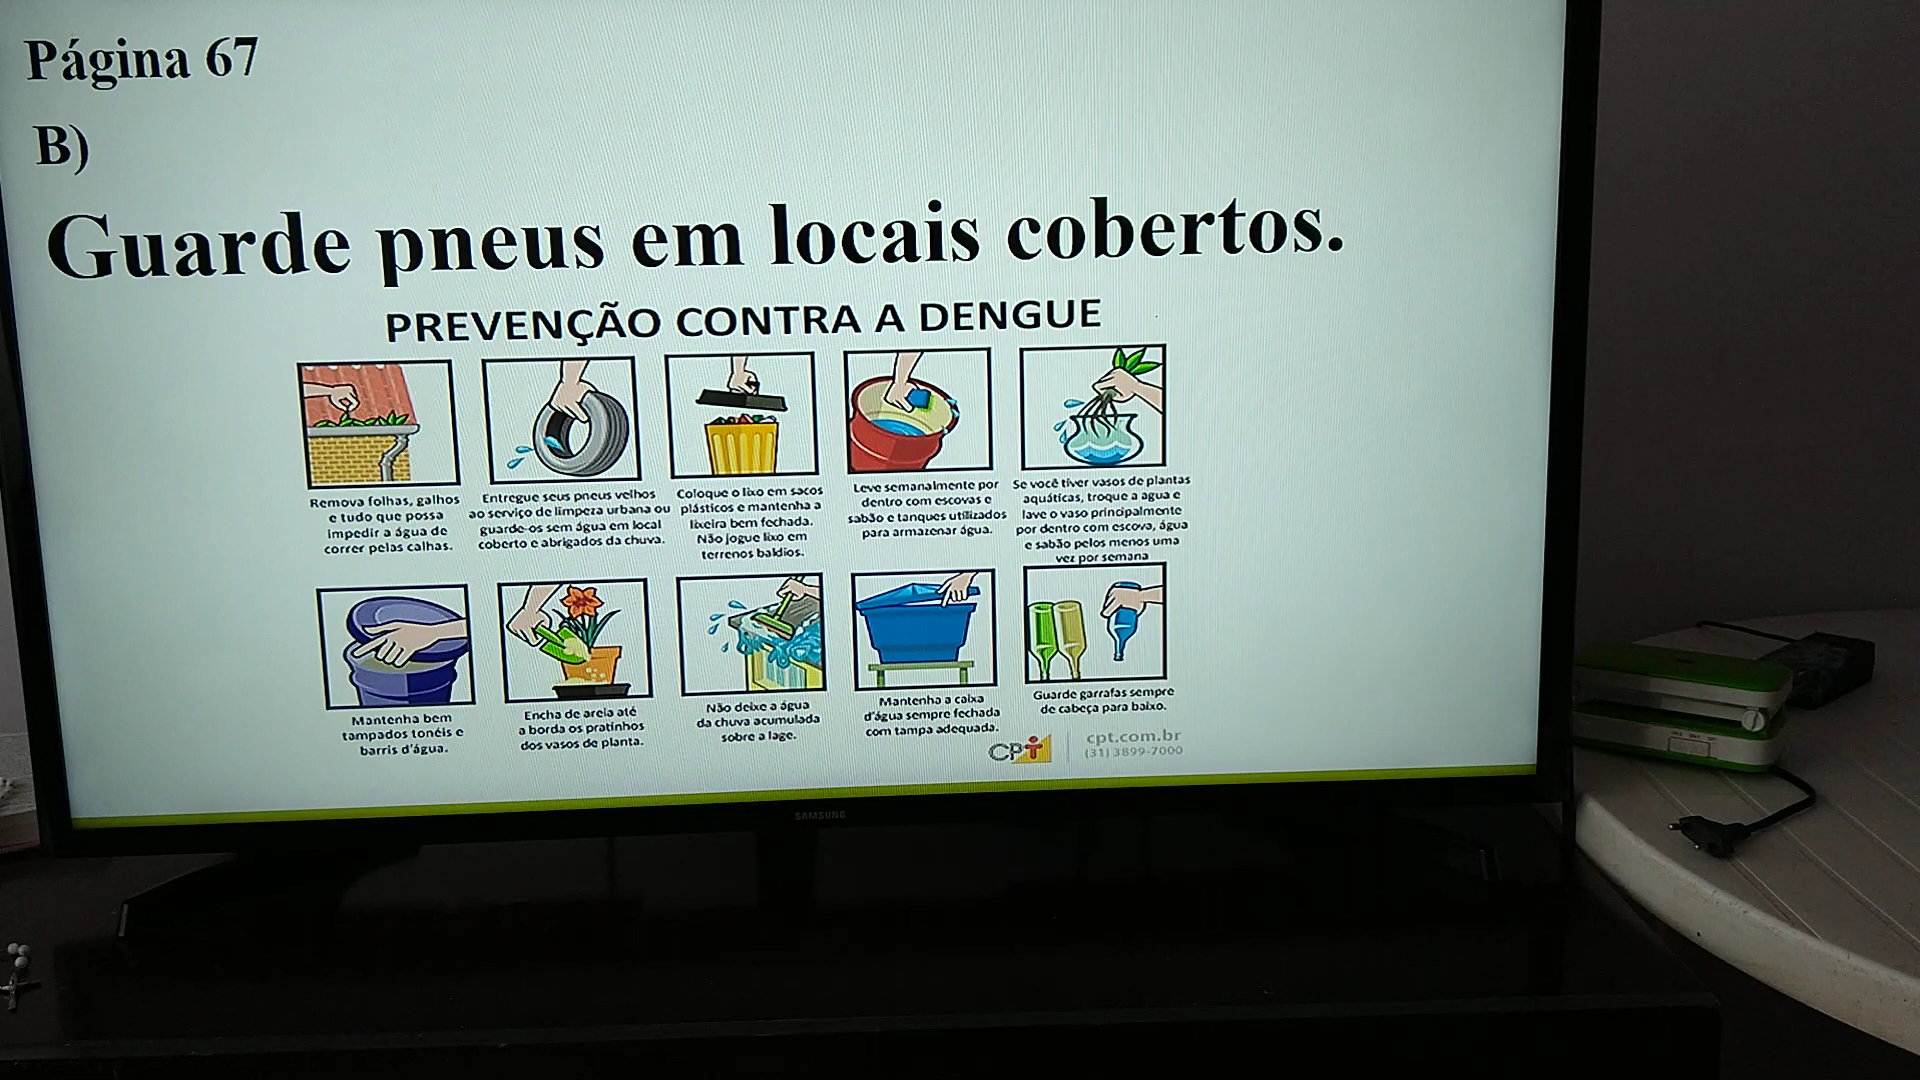 Página 67
B)
Guarde pneus em locais cobertos.
PREVENÇÃO CONTRA A DENGUE
Remova folhas, galhos
e tudo que possa
impedir a água de
correr pelas calhas.
Entregue seus pneus velhos
ao serviço de limpeza urbana ou
guarde-os sem água em local
coberto e abrigados da chuva.
Coloque o lixo em sacos
plásticos e mantenha a
lixeira bem fechada.
Não jogue lixo em
terrenos baldios.
Leve semanalmente por
dentro com escovas e
sabão e tanques utilizados
para armazenar água.
Se você tiver vasos de plantas
aquáticas, troque a agua e
lave o vaso principalmente
por dentro com escova, água
e sabão pelos menos uma
vez por semana
Mantenha bem
tampados tonéis e
barris d'água.
Encha de areia até
a borda os pratinhos
dos vasos de planta.
Não deixe a água
da chuva acumulada
sobre a lage.
Mantenha a caixa
d'água sempre fechada
com tampa adequada.
Guarde garrafas sempre
de cabeça para baixo.
CPT
cpt.com.br
(31) 3899-7000
SAMSUNG